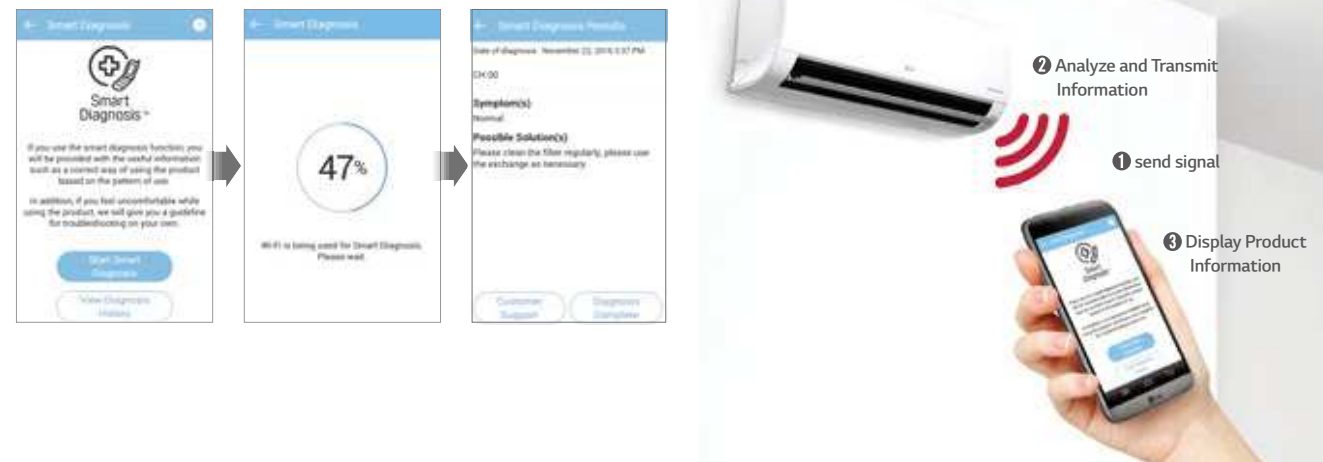 Smart Diagnosis
Smart
Diagnosis™
If you use the smart diagnosis function, you
will be provided with the useful information
such as a correct way of using the product
based on the pattern of use.
In addition, if you feel uncomfortable while
using the product, we will give you a guideline
for troubleshooting on your own.
Start Smart
Diagnosis
View Diagnosis
History
Smart Diagnosis
47%
Wi-Fi is being used for Smart Diagnosis.
Please wait.
Smart Diagnosis Results
Date of diagnosis November 22, 2016 5:37 PM
CH 00
Symptom(s)
Normal
Possible Solution(s)
Please clean the filter regularly, please use
the exchange as necessary
Customer
Support
Diagnosis
Complete
❷ Analyze and Transmit
Information
❶ send signal
❸ Display Product
Information
Smart
Diagnosis
LG